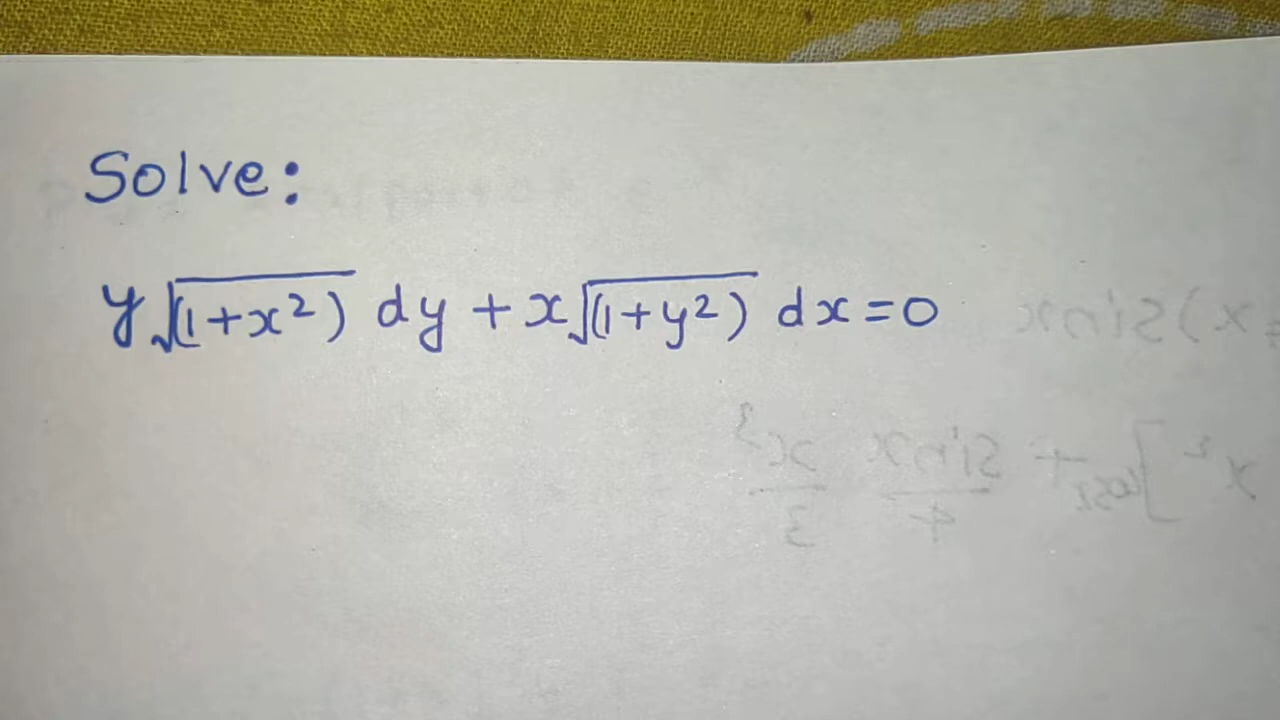 Solve:
y√(1+x²) dy + x√(1+y²) dx = 0